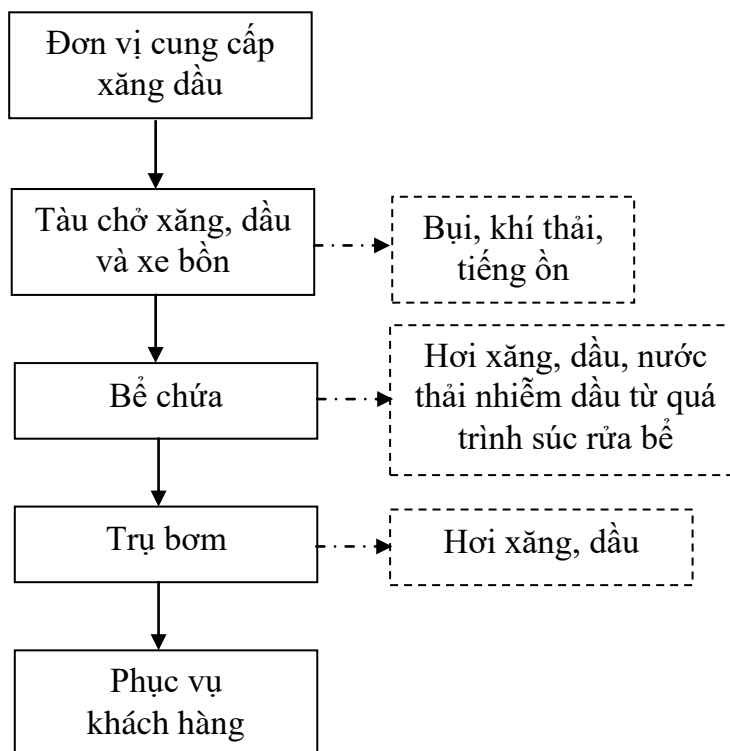 Đơn vị cung cấp
xăng dầu
Tàu chở xăng, dầu
và xe bồn
Bụi, khí thải,
tiếng ồn
Bể chứa
Hơi xăng, dầu, nước
thải nhiễm dầu từ quá
trình súc rửa bể
Trụ bơm
Hơi xăng, dầu
Phục vụ
khách hàng